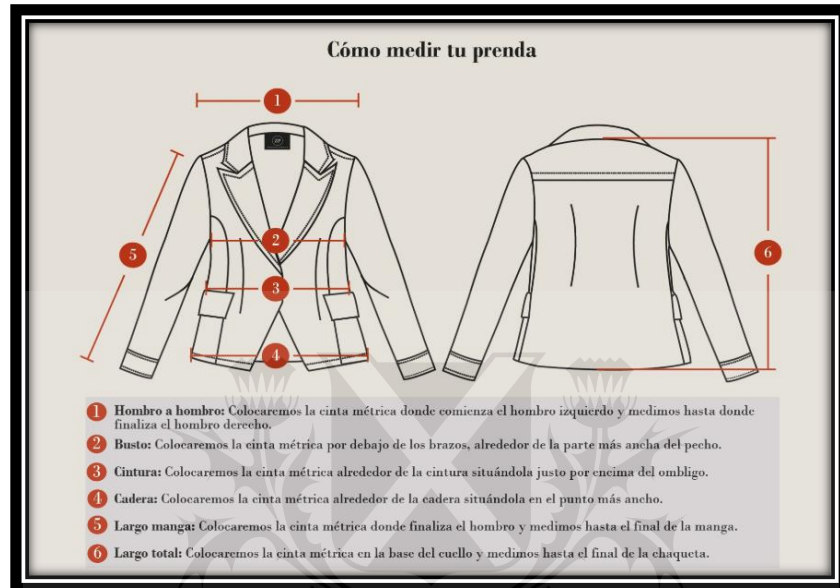 Cómo medir tu prenda
1
2
3
4
5
6
1 Hombro a hombro: Colocaremos la cinta métrica donde comienza el hombro izquierdo y medimos hasta donde
finaliza el hombro derecho.
2 Busto: Colocaremos la cinta métrica por debajo de los brazos, alrededor de la parte más ancha del pecho.
3 Cintura: Colocaremos la cinta métrica alrededor de la cintura situándola justo por encima del ombligo.
4 Cadera: Colocaremos la cinta métrica alrededor de la cadera situándola en el punto más ancho.
5 Largo manga: Colocaremos la cinta métrica donde finaliza el hombro y medimos hasta el final de la manga.
6 Largo total: Colocaremos la cinta métrica en la base del cuello y medimos hasta el final de la chaqueta.